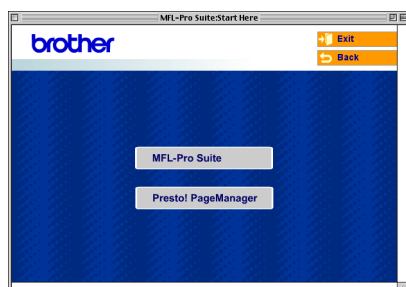 MFL-Pro Suite:Start Here
brother
Exit
Back
MFL-Pro Suite
Presto! PageManager